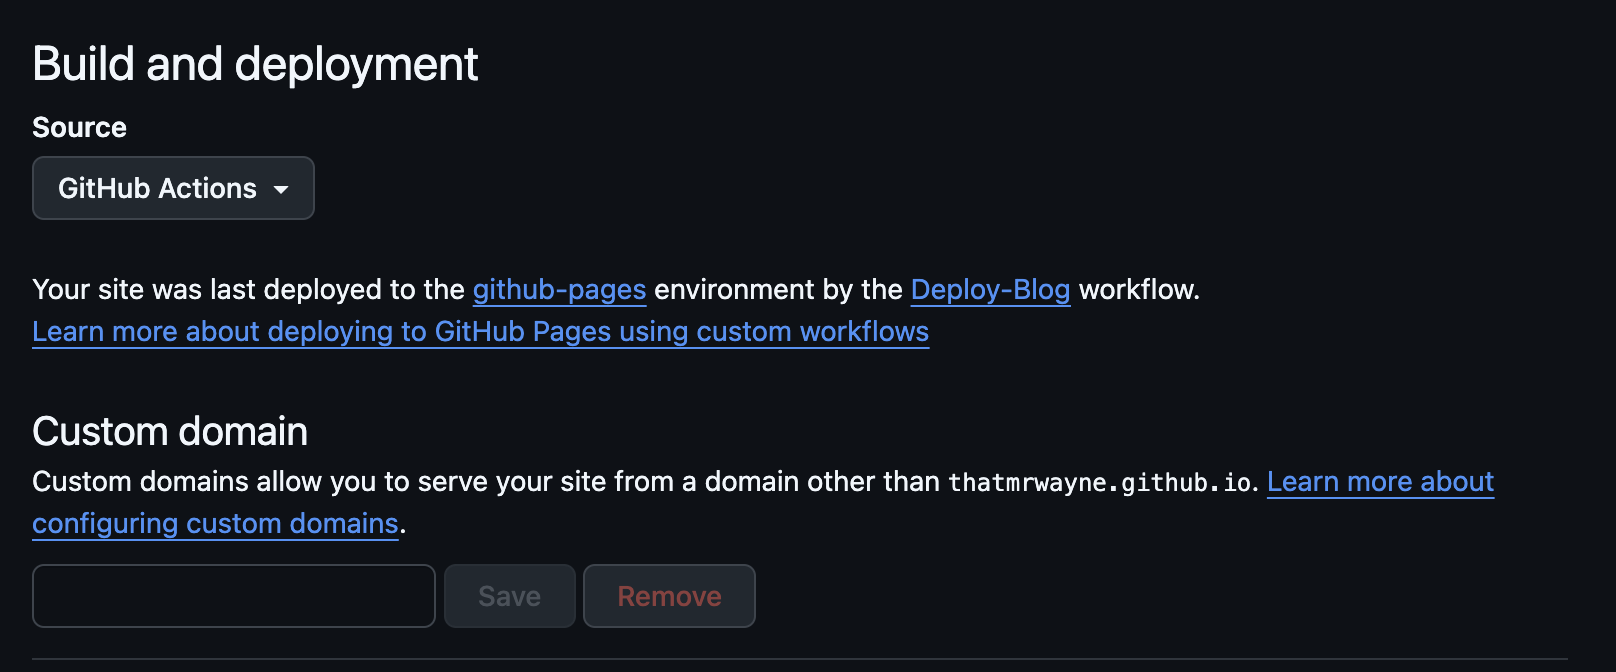 Build and deployment
Source
GitHub Actions
Your site was last deployed to the github-pages environment by the Deploy-Blog workflow.
Learn more about deploying to GitHub Pages using custom workflows
Custom domain
Custom domains allow you to serve your site from a domain other than thatmrwayne.github.io. Learn more about
configuring custom domains.
Save Remove